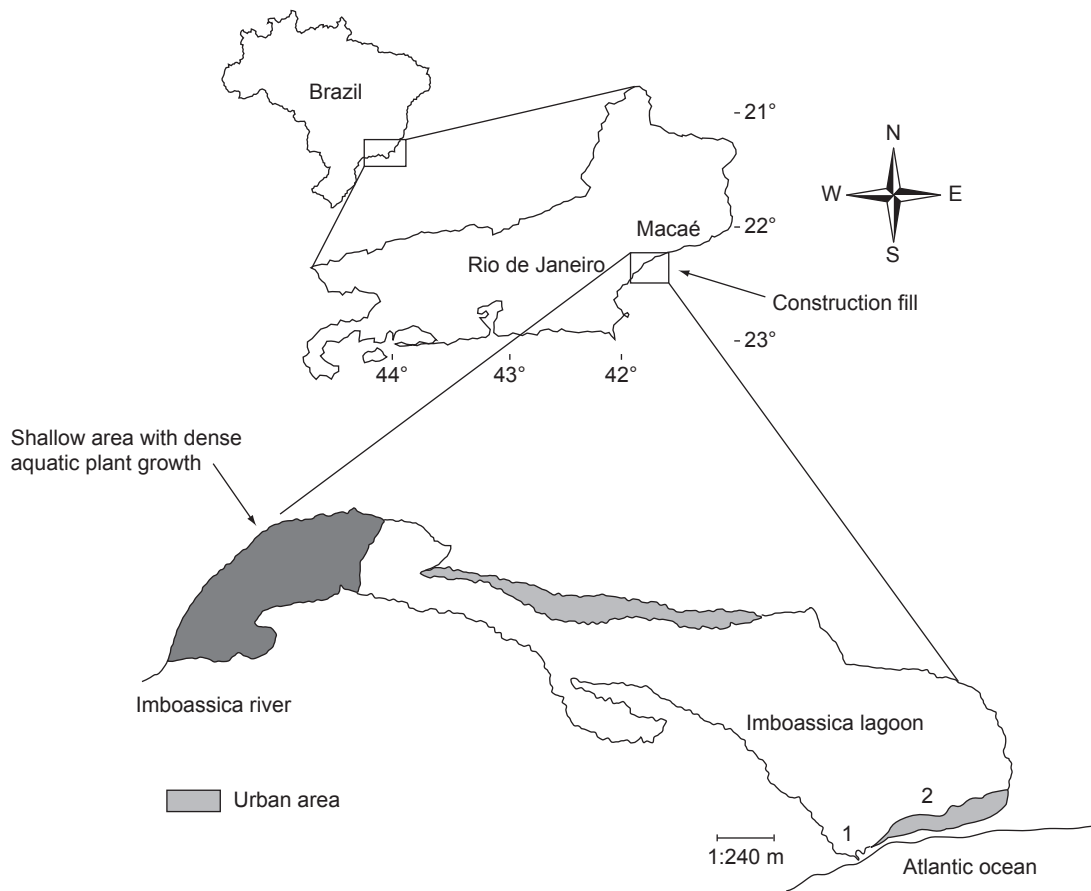 Brazil
21°
N
W
E
S
Macaé
22°
Rio de Janeiro
Construction fill
23°
44°
43°
42°
Shallow area with dense
aquatic plant growth
Imboassica river
Imboassica lagoon
Urban area
2
1
1:240 m
Atlantic ocean